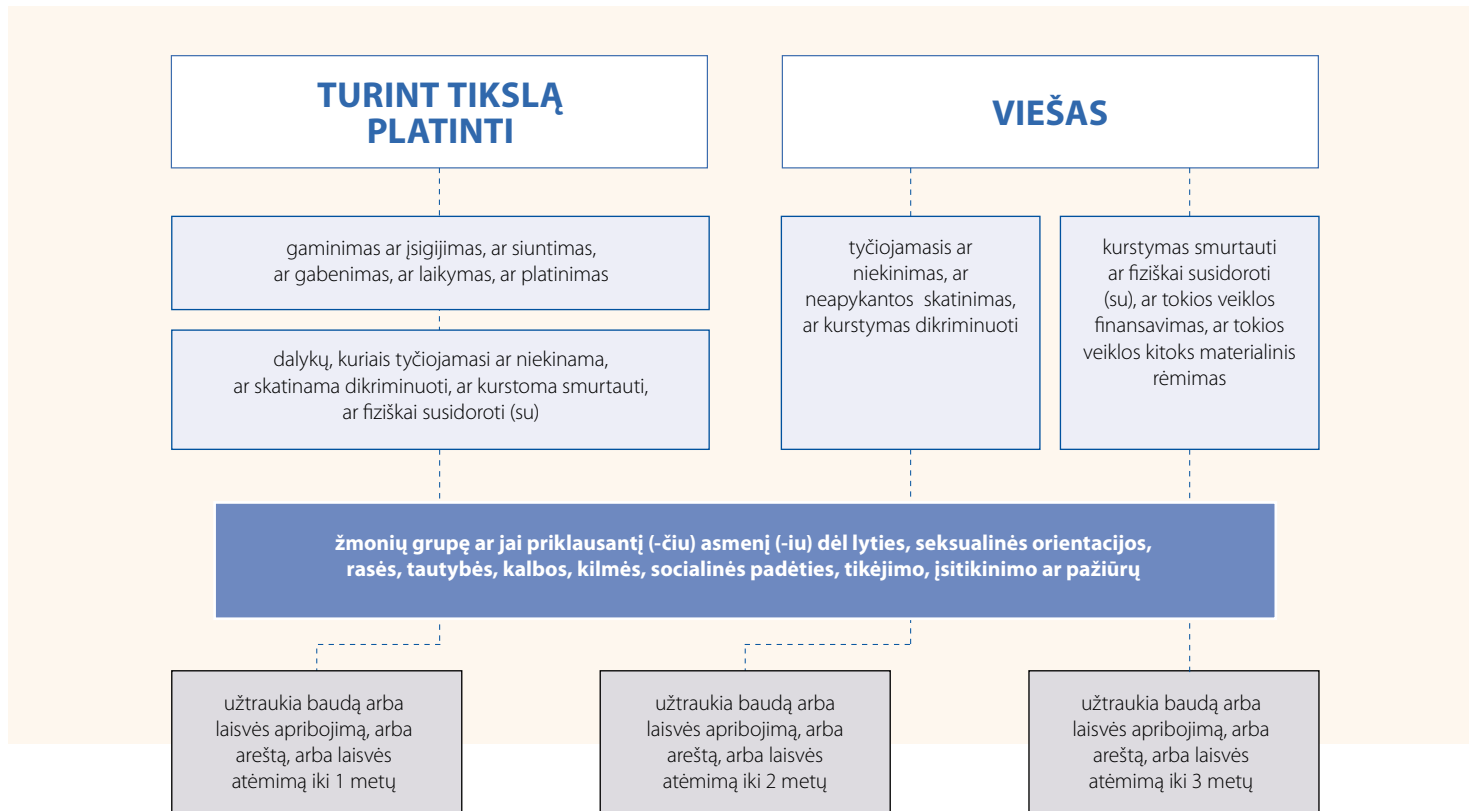 TURINT TIKSLĄ
PLATINTI
VIEŠAS
gaminimas ar įsigijimas, ar siuntimas,
ar gabenimas, ar laikymas, ar platinimas
dalykų, kuriais tyčiojamasi ar niekinama,
ar skatinama dikriminuoti, ar kurstoma smurtauti,
ar fiziškai susidoroti (su)
tyčiojamasis ar
niekinimas, ar
neapykantos skatinimas,
ar kurstymas dikriminuoti
kurstymas smurtauti
ar fiziškai susidoroti
(su), ar tokios veiklos
finansavimas, ar tokios
veiklos kitoks materialinis
rėmimas
žmonių grupę ar jai priklausantį (-čiu) asmenį (-iu) dėl lyties, seksualinės orientacijos,
rasės, tautybės, kalbos, kilmės, socialinės padėties, tikėjimo, įsitikinimo ar pažiūrų
užtraukia baudą arba
laisvės apribojimą, arba
areštą, arba laisvės
atėmimą iki 1 metų
užtraukia baudą arba
laisvės apribojimą, arba
areštą, arba laisvės
atėmimą iki 2 metų
užtraukia baudą arba
laisvės apribojimą, arba
areštą, arba laisvės
atėmimą iki 3 metų